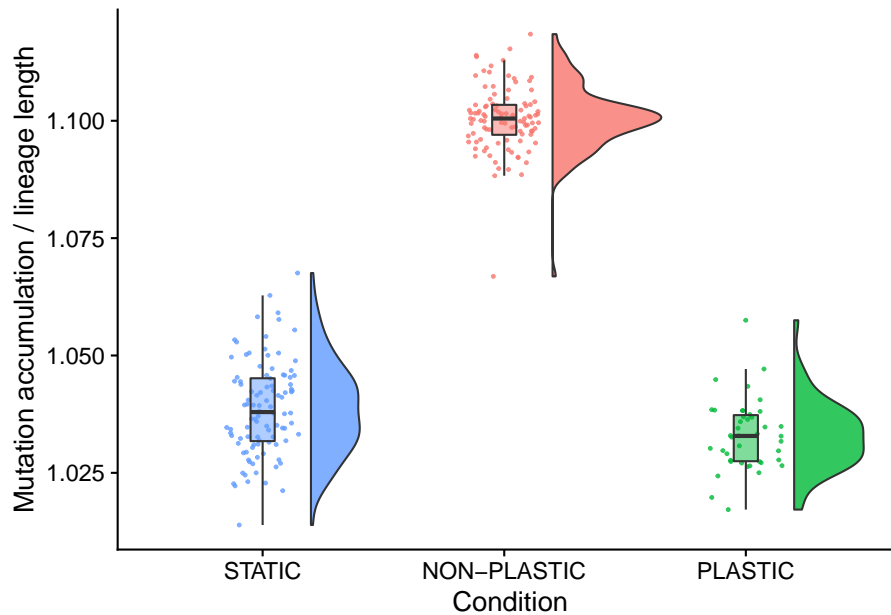 Mutation accumulation / lineage length
1.100
1.075
1.050
1.025
STATIC
NON−PLASTIC
PLASTIC
Condition